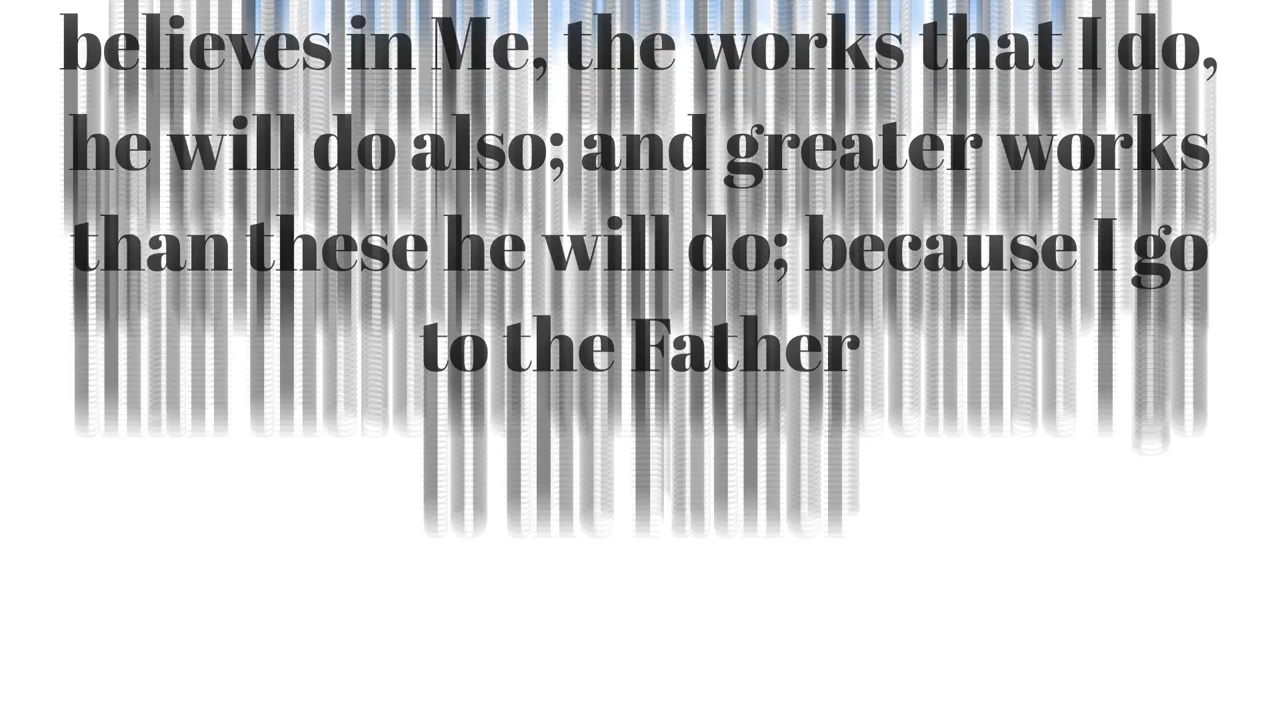 believes in Me, the works that I do,
he will do also; and greater works
than these he will do; because I go
to the Father